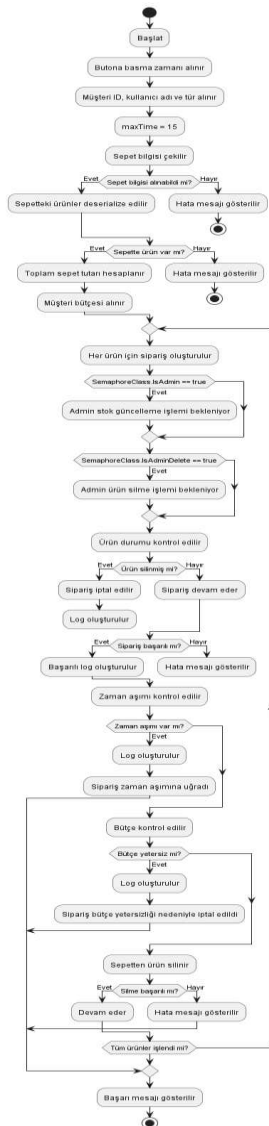 Başlat
Butona basma zamanı alınır
Müşteri ID, kullanıcı adı ve tür alınır
maxTime = 15
Sepet bilgisi çekilir
Evet Sepet bilgisi alınabildi mi? Hayır
Sepetteki ürünler deserialize edilir Hata mesajı gösterilir
Evet Sepette ürün var mı? Hayır
Toplam sepet tutarı hesaplanır Hata mesajı gösterilir
Müşteri bütçesi alınır
Her ürün için sipariş oluşturulur
SemaphoreClass.IsAdmin == true
Evet
Admin stok güncelleme işlemi bekleniyor
SemaphoreClass.IsAdminDelete == true
Evet
Admin ürün silme işlemi bekleniyor
Ürün durumu kontrol edilir
Evet Ürün silinmiş mi? Hayır
Sipariş iptal edilir Sipariş devam eder
Log oluşturulur
Evet Sipariş başarılı mı? Hayır
Başarılı log oluşturulur Hata mesajı gösterilir
Zaman aşımı kontrol edilir
Zaman aşımı var mı?
Evet
Log oluşturulur
Sipariş zaman aşımına uğradı
Bütçe kontrol edilir
Bütçe yetersiz mi?
Evet
Log oluşturulur
Sipariş bütçe yetersizliği nedeniyle iptal edildi
Sepetten ürün silinir
Evet Silme başarılı mı? Hayır
Devam eder Hata mesajı gösterilir
Tüm ürünler işlendi mi?
Başarı mesajı gösterilir